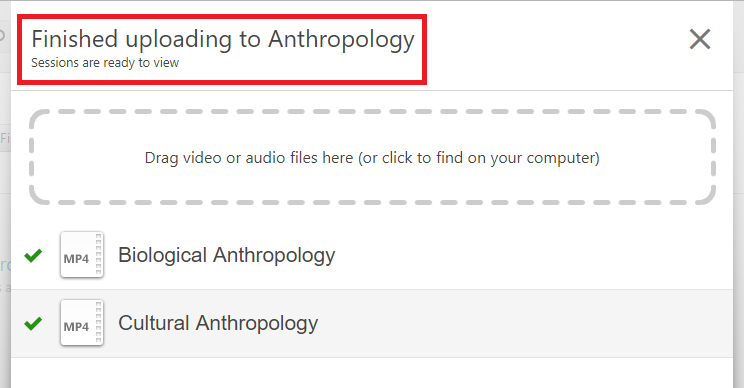 Finished uploading to Anthropology
Sessions are ready to view
Drag video or audio files here (or click to find on your computer)
MP4 Biological Anthropology
MP4 Cultural Anthropology